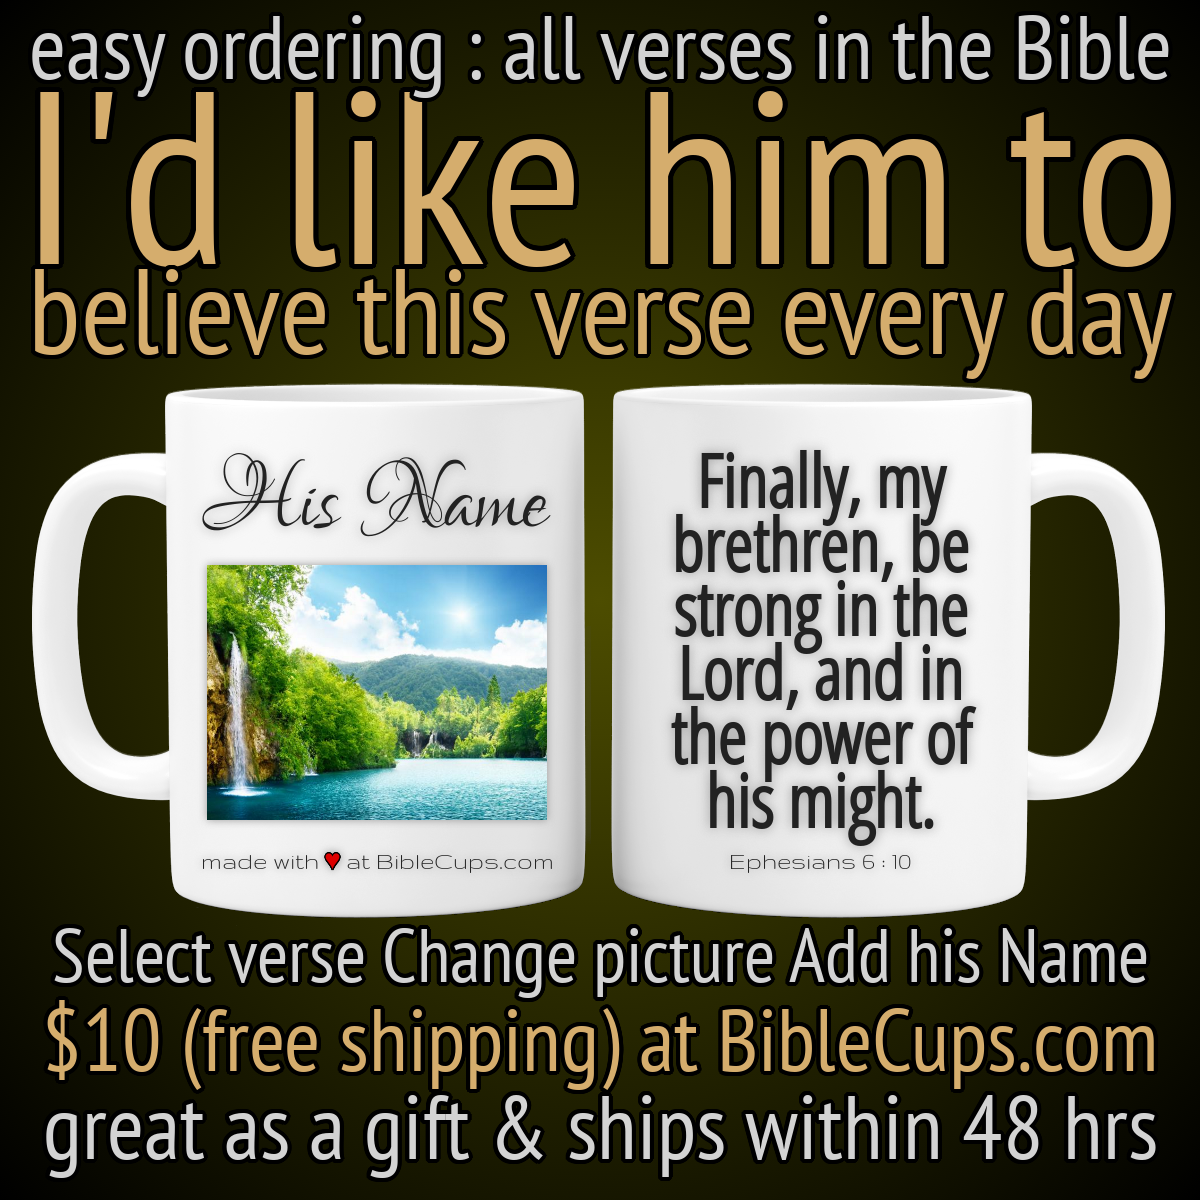 easy ordering : all verses in the Bible
I'd like him to
believe this verse every day
His Name
made with ♥ at BibleCups.com
Finally, my
brethren, be
strong in the
Lord, and in
the power of
his might.
Ephesians 6 : 10
Select verse Change picture Add his Name
$10 (free shipping) at BibleCups.com
great as a gift & ships within 48 hrs